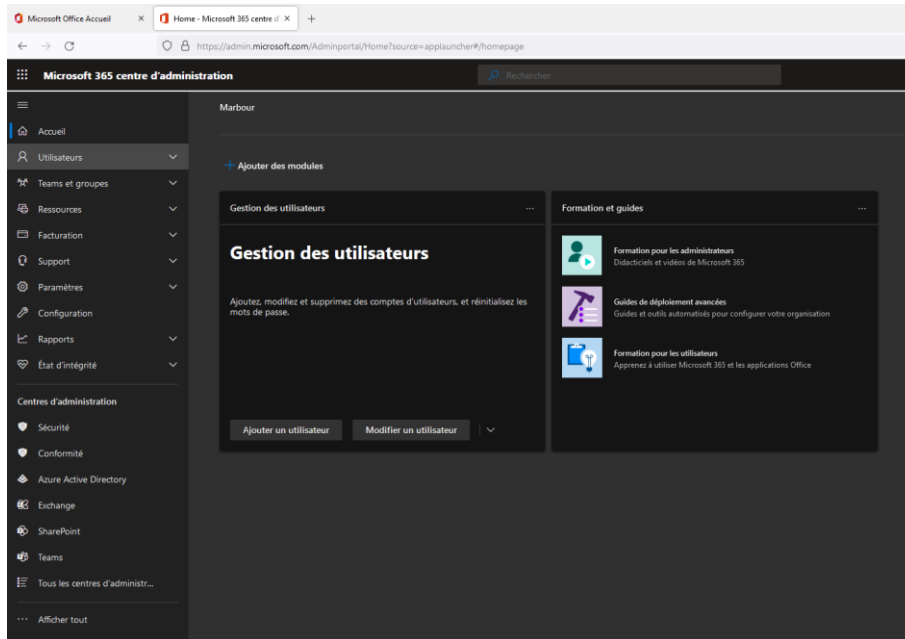 Microsoft Office Accueil
Home - Microsoft 365 centre d'
https://admin.microsoft.com/Adminportal/Home?source=applauncher#/homepage
Microsoft 365 centre d'administration
Rechercher
Marbour
Accueil
Utilisateurs
Teams et groupes
Ressources
Facturation
Support
Paramètres
Configuration
Rapports
État d'intégrité
Centres d'administration
Sécurité
Conformité
Azure Active Directory
Exchange
SharePoint
Teams
Tous les centres d'administr...
Afficher tout
Ajouter des modules
Gestion des utilisateurs
Gestion des utilisateurs
Ajoutez, modifiez et supprimez des comptes d'utilisateurs, et réinitialisez les
mots de passe.
Ajouter un utilisateur
Modifier un utilisateur
Formation et guides
Formation pour les administrateurs
Didacticiels et vidéos de Microsoft 365
Guides de déploiement avancées
Guides et outils automatisés pour configurer votre organisation
Formation pour les utilisateurs
Apprenez à utiliser Microsoft 365 et les applications Office